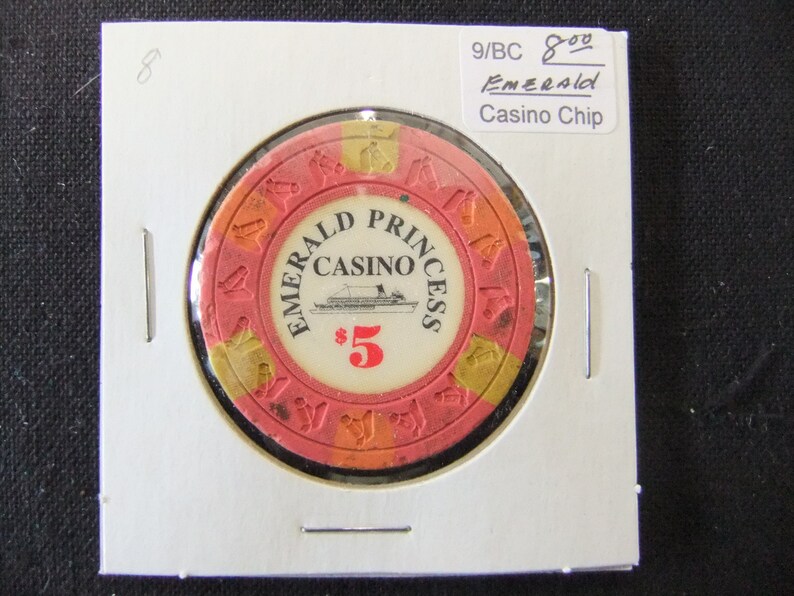 8
9/BC 8.00
EMERALD
Casino Chip
EMERALD PRINCESS
CASINO
$5